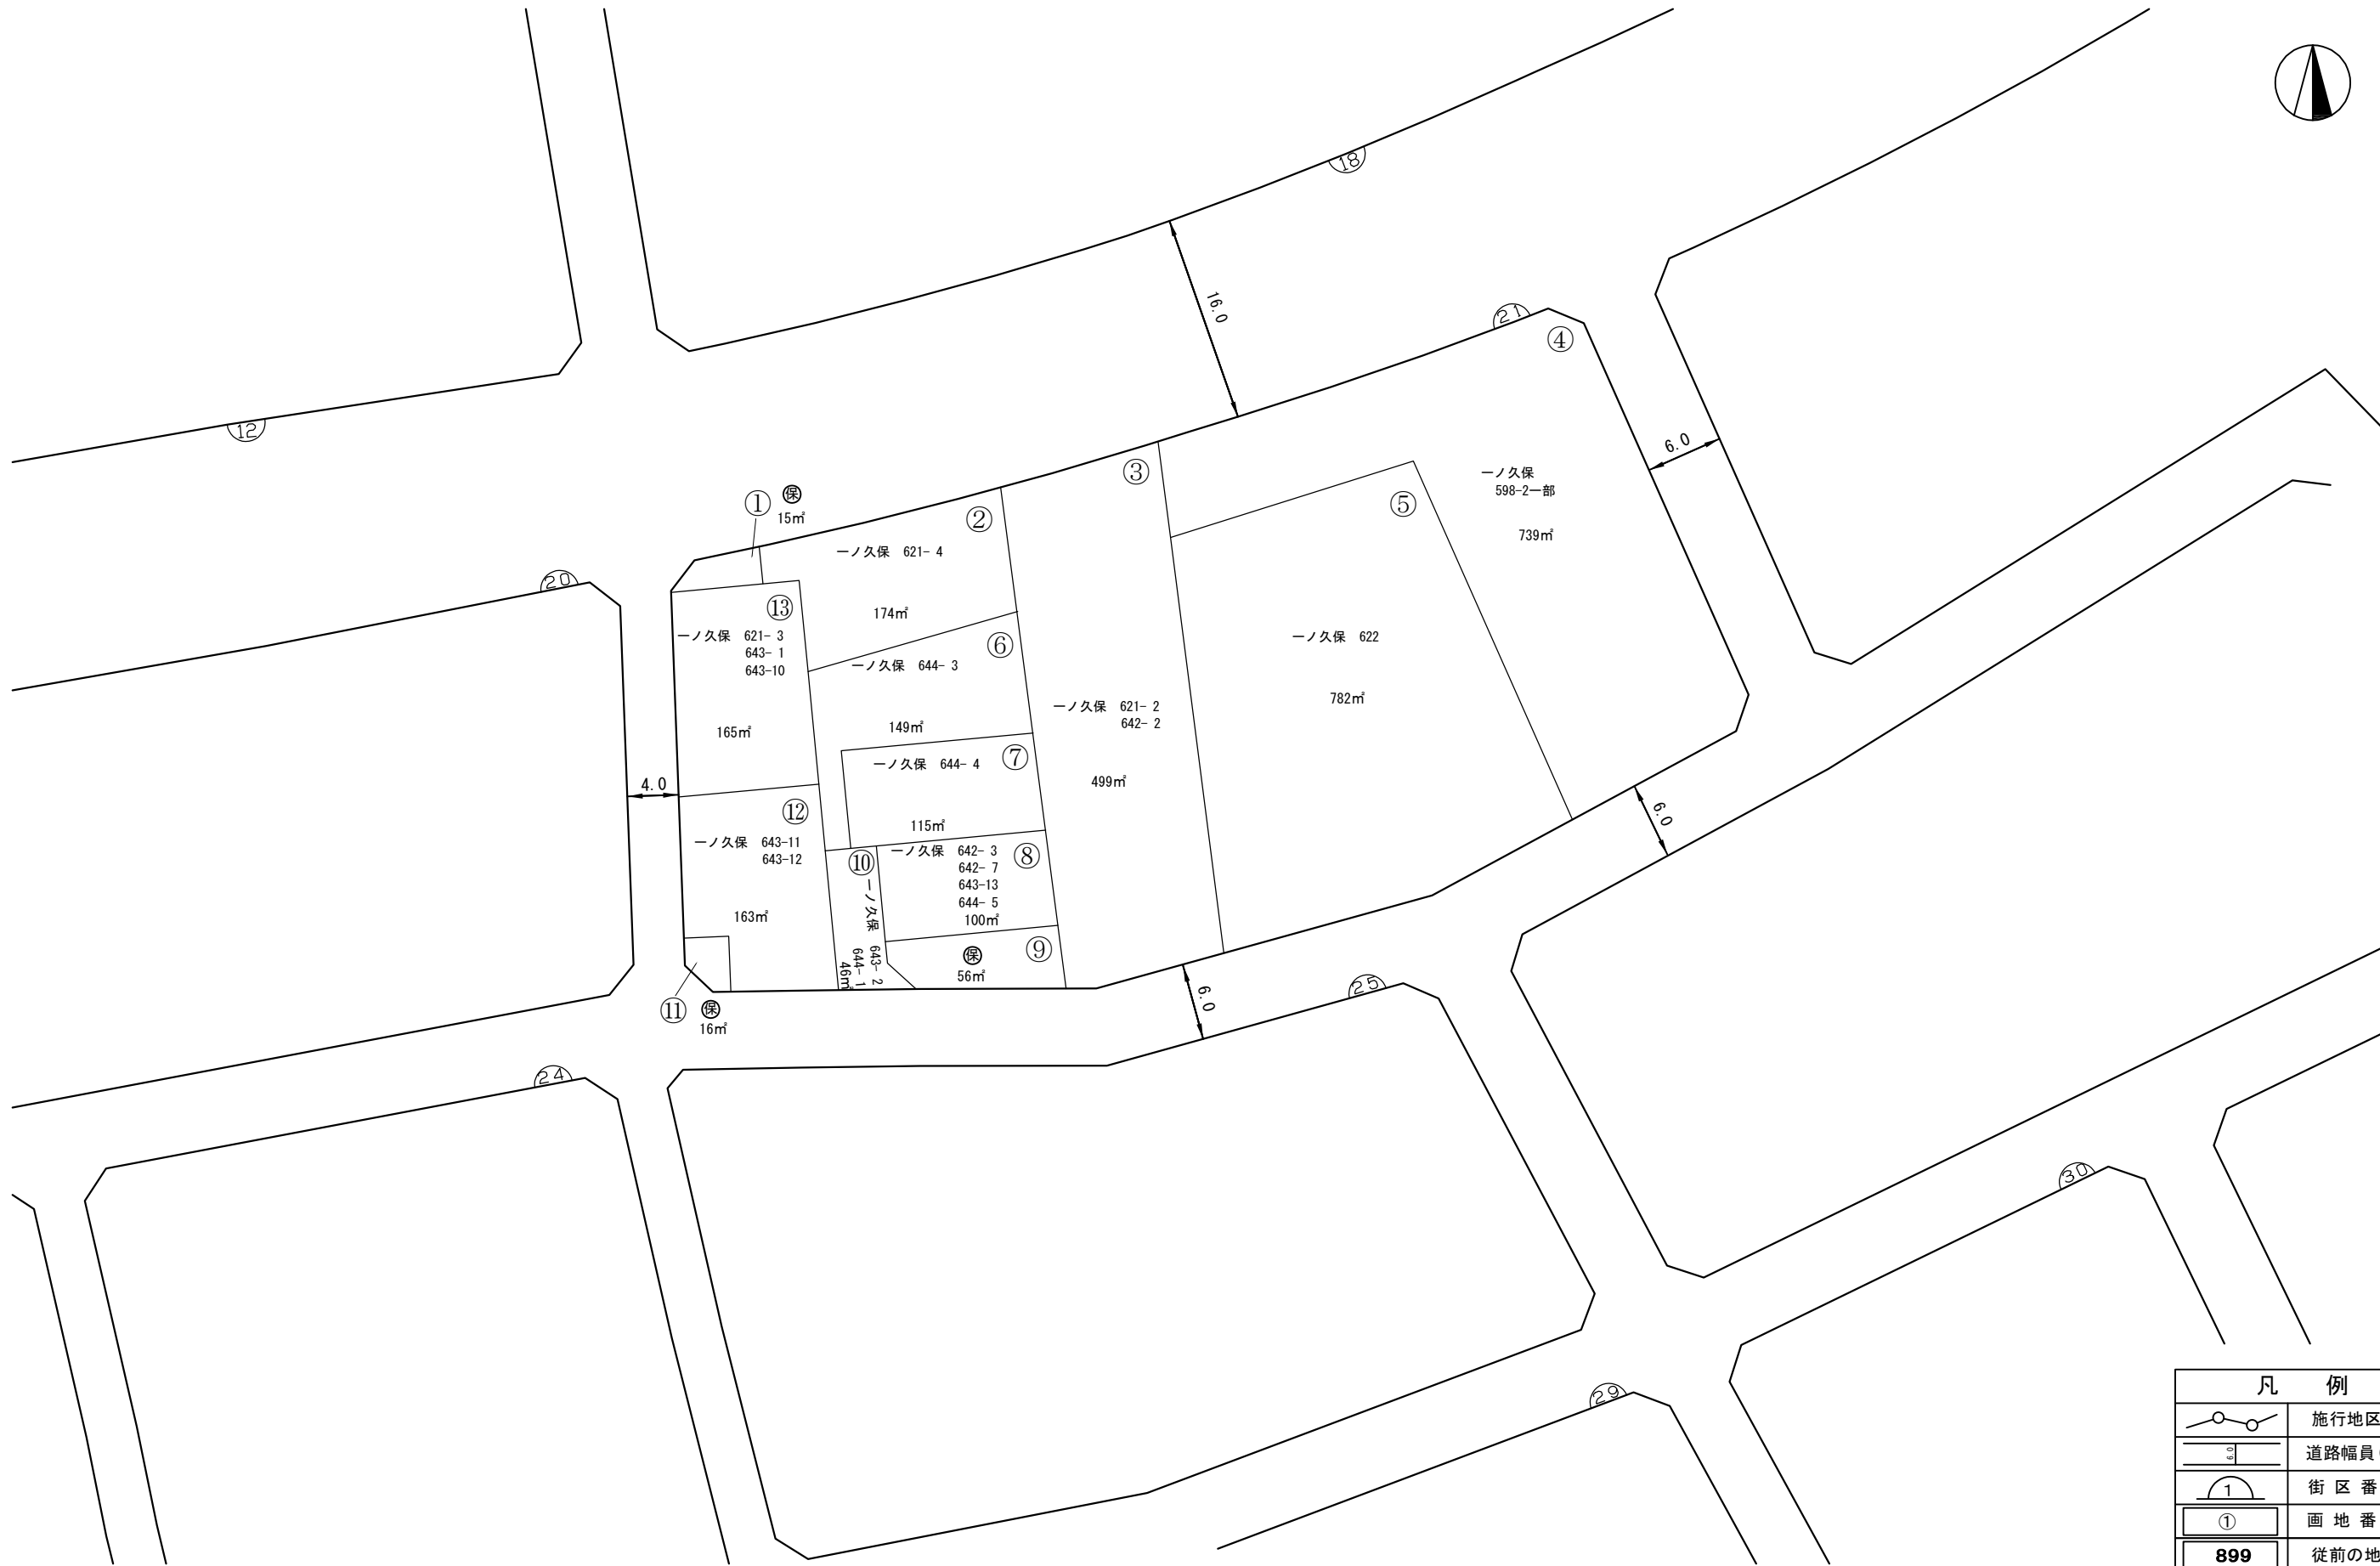 18
16.0
12
21
④
6.0
③
①
保
15㎡
②
⑤
一ノ久保
598-2一部
739㎡
一ノ久保 621- 4
174㎡
20
⑬
一ノ久保 621- 3
643- 1
643-10
165㎡
⑥
一ノ久保 644- 3
149㎡
一ノ久保 622
782㎡
一ノ久保 621- 2
642- 2
499㎡
⑦
一ノ久保 644- 4
115㎡
4.0
⑫
一ノ久保 643-11
643-12
163㎡
6.0
⑩
一ノ久保 643- 2
644- 1
46㎡
⑧
一ノ久保 642- 3
642- 7
643-13
644- 5
100㎡
⑨
保
56㎡
⑪
保
16㎡
6.0
25
24
30
29
凡 例
施行地区
6.0
道路幅員
1
街 区 番
①
画 地 番
899
従前の地